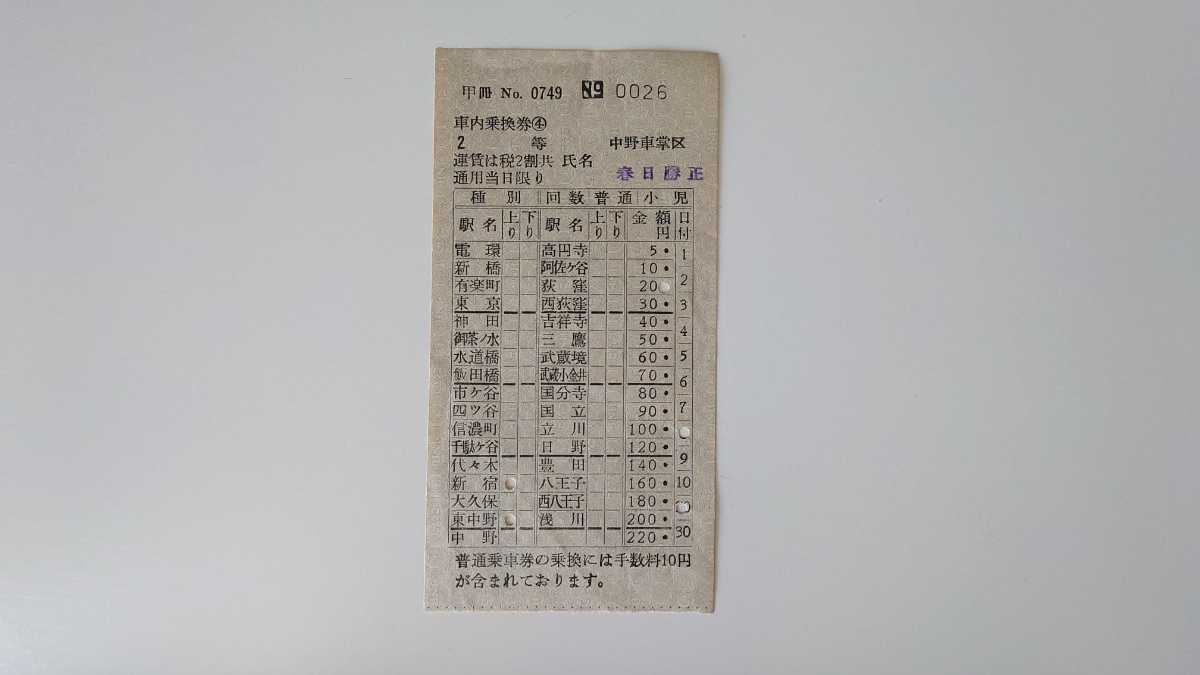 甲冊 No. 0749 N9 0026
車内乗換券④
2 等 中野車掌区
運賃は税2割共 氏名
通用当日限り 春日勝正
種別 回数 普通 小児
駅名 上り 下り 駅名 上り 下り 金額円 日付
電環 高円寺 5・ 1
新橋 阿佐ケ谷 10・
有楽町 荻窪 20 2
東京 西荻窪 30・ 3
神田 吉祥寺 40・
御茶ノ水 三鷹 50・ 4
水道橋 武蔵境 60・ 5
飯田橋 武蔵小金井 70・ 6
市ケ谷 国分寺 80・
四ツ谷 国立 90・ 7
信濃町 立川 100・
千駄ケ谷 日野 120・
代々木 豊田 140・ 9
新宿 八王子 160・ 10
大久保 西八王子 180・
東中野 浅川 200・
中野 220・ 30
普通乗車券の乗換には手数料10円
が含まれております。